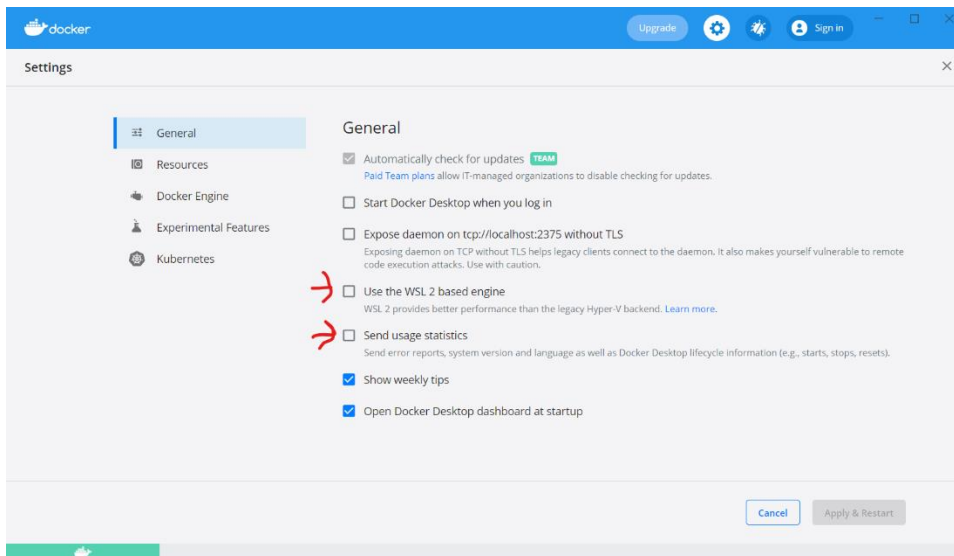 docker
Upgrade
Sign in
Settings
General
Resources
Docker Engine
Experimental Features
Kubernetes
General
Automatically check for updates TEAM
Paid Team plans allow IT-managed organizations to disable checking for updates.
Start Docker Desktop when you log in
Expose daemon on tcp://localhost:2375 without TLS
Exposing daemon on TCP without TLS helps legacy clients connect to the daemon. It also makes yourself vulnerable to remote
code execution attacks. Use with caution.
Use the WSL 2 based engine
WSL 2 provides better performance than the legacy Hyper-V backend. Learn more.
Send usage statistics
Send error reports, system version and language as well as Docker Desktop lifecycle information (e.g., starts, stops, resets).
Show weekly tips
Open Docker Desktop dashboard at startup
Cancel
Apply & Restart